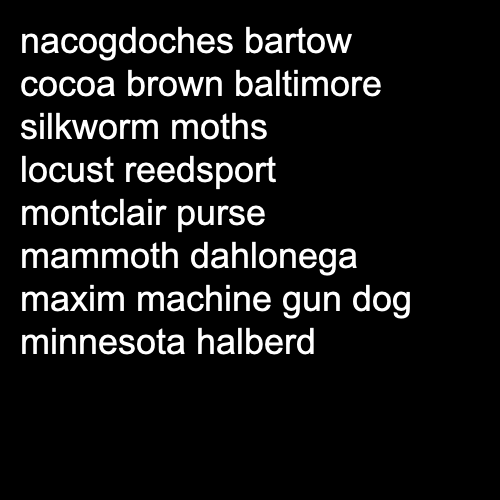 nacogdoches bartow
cocoa brown baltimore
silkworm moths
locust reedsport
montclair purse
mammoth dahlonega
maxim machine gun dog
minnesota halberd